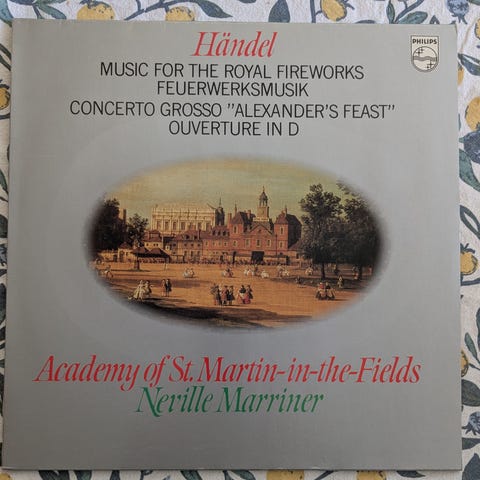 Händel
PHILIPS
MUSIC FOR THE ROYAL FIREWORKS
FEUERWERKSMUSIK
CONCERTO GROSSO "ALEXANDER'S FEAST"
OUVERTURE IN D
Academy of St. Martin-in-the-Fields
Neville Marriner